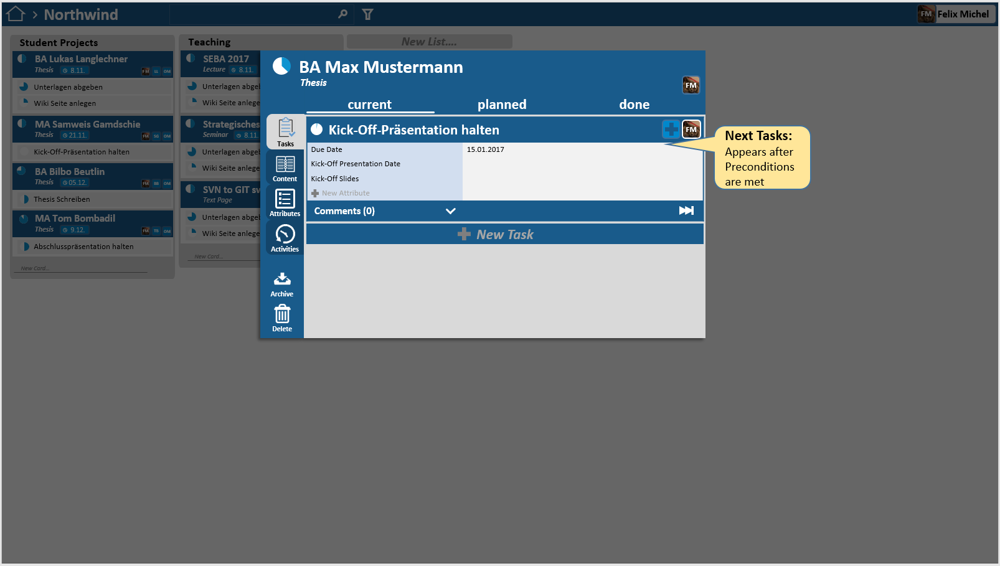 Northwind
FM Felix Michel
Student Projects
BA Lukas Langlechner
Thesis 8.11. FM LL OM
Unterlagen abgeben
Wiki Seite anlegen
MA Samweis Gamdschie
Thesis 21.11. FM SG OM
Kick-Off-Präsentation halten
BA Bilbo Beutlin
Thesis 05.12. FM BB OM
Thesis Schreiben
MA Tom Bombadil
Thesis 9.12. FM TB OM
Abschlusspräsentation halten
New Card...
Teaching
SEBA 2017
Lecture 8.11.
Unterlagen abge
Wiki Seite anlege
Strategisches
Seminar 8.11.
Unterlagen abge
Wiki Seite anlege
SVN to GIT sw
Text Page
Unterlagen abge
Wiki Seite anlege
New Card...
New List....
BA Max Mustermann
Thesis
FM
current planned done
Tasks
Content
Attributes
Activities
Archive
Delete
Kick-Off-Präsentation halten FM
Due Date 15.01.2017
Kick-Off Presentation Date
Kick-Off Slides
New Attribute
Comments (0)
New Task
Next Tasks:
Appears after
Preconditions
are met